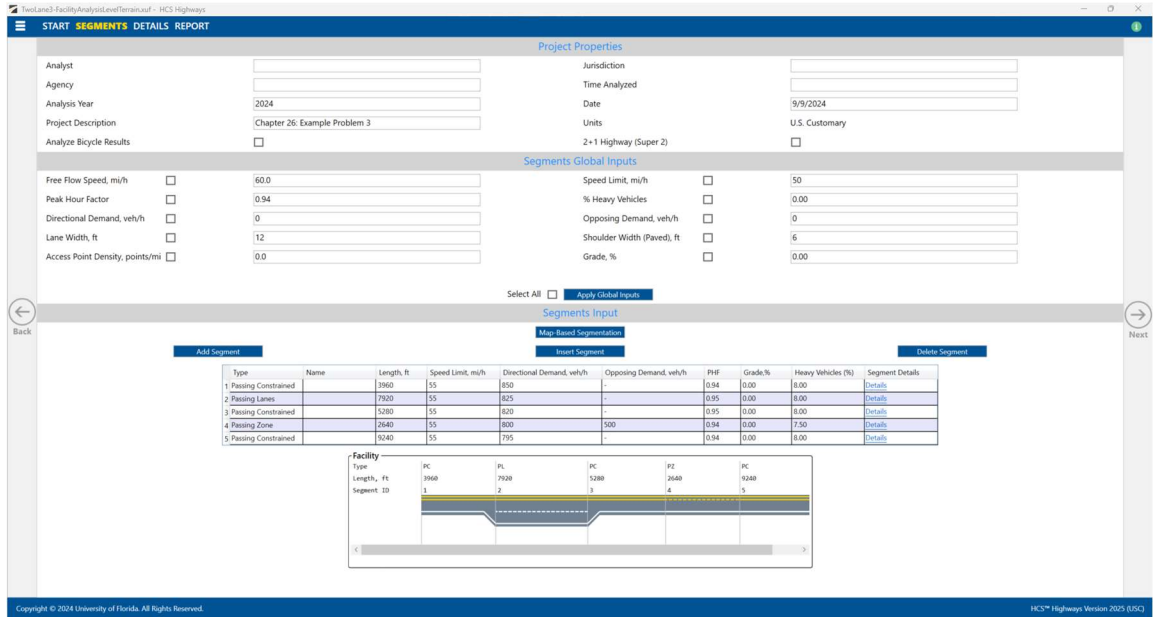 TwoLane3-FacilityAnalysisLevelTerrain.xuf - HCS Highways
START SEGMENTS DETAILS REPORT
Project Properties
Analyst Jurisdiction
Agency Time Analyzed
Analysis Year 2024 Date 9/9/2024
Project Description Chapter 26: Example Problem 3 Units U.S. Customary
Analyze Bicycle Results 2+1 Highway (Super 2)
Segments Global Inputs
Free Flow Speed, mi/h 60.0 Speed Limit, mi/h 50
Peak Hour Factor 0.94 % Heavy Vehicles 0.00
Directional Demand, veh/h 0 Opposing Demand, veh/h 0
Lane Width, ft 12 Shoulder Width (Paved), ft 6
Access Point Density, points/mi 0.0 Grade, % 0.00
Select All Apply Global Inputs
Segments Input
Back Next
Map-Based Segmentation
Add Segment Insert Segment Delete Segment
Type Name Length, ft Speed Limit, mi/h Directional Demand, veh/h Opposing Demand, veh/h PHF Grade,% Heavy Vehicles (%) Segment Details
1 Passing Constrained 3960 55 850 - 0.94 0.00 8.00 Details
2 Passing Lanes 7920 55 825 - 0.95 0.00 8.00 Details
3 Passing Constrained 5280 55 820 - 0.95 0.00 8.00 Details
4 Passing Zone 2640 55 800 500 0.94 0.00 7.50 Details
5 Passing Constrained 9240 55 795 - 0.94 0.00 8.00 Details
Facility
Type PC PL PC PZ PC
Length, ft 3960 7920 5280 2640 9240
Segment ID 1 2 3 4 5
Copyright © 2024 University of Florida. All Rights Reserved. HCS™ Highways Version 2025 (USC)